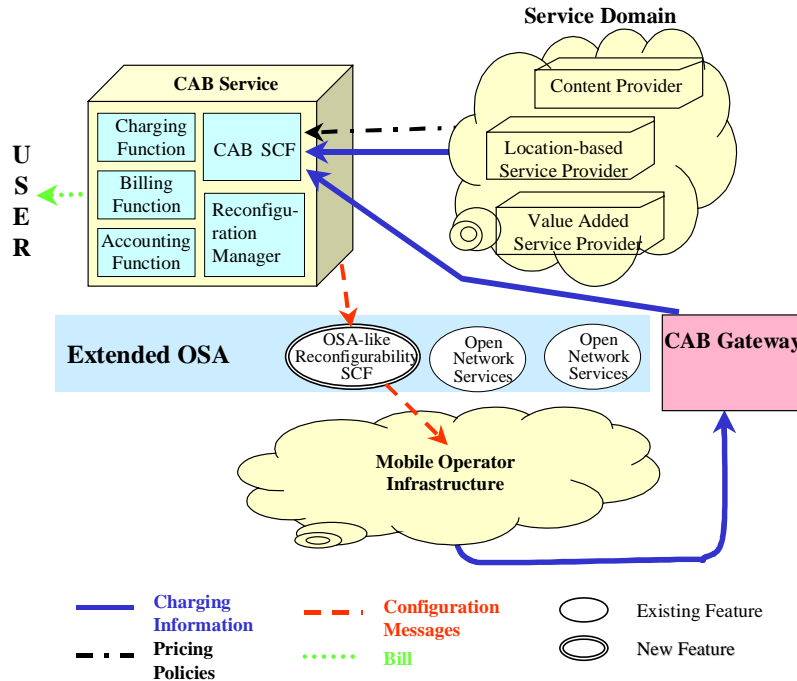 Service Domain
CAB Service
Content Provider
Charging
Function
CAB SCF
Location-based
Service Provider
U
S
E
R
Billing
Function
Reconfigu-
ration
Manager
Accounting
Function
Value Added
Service Provider
Extended OSA
OSA-like
Reconfigurability
SCF
Open
Network
Services
Open
Network
Services
CAB Gateway
Mobile Operator
Infrastructure
Charging
Information
Configuration
Messages
Existing Feature
Pricing
Policies
Bill
New Feature